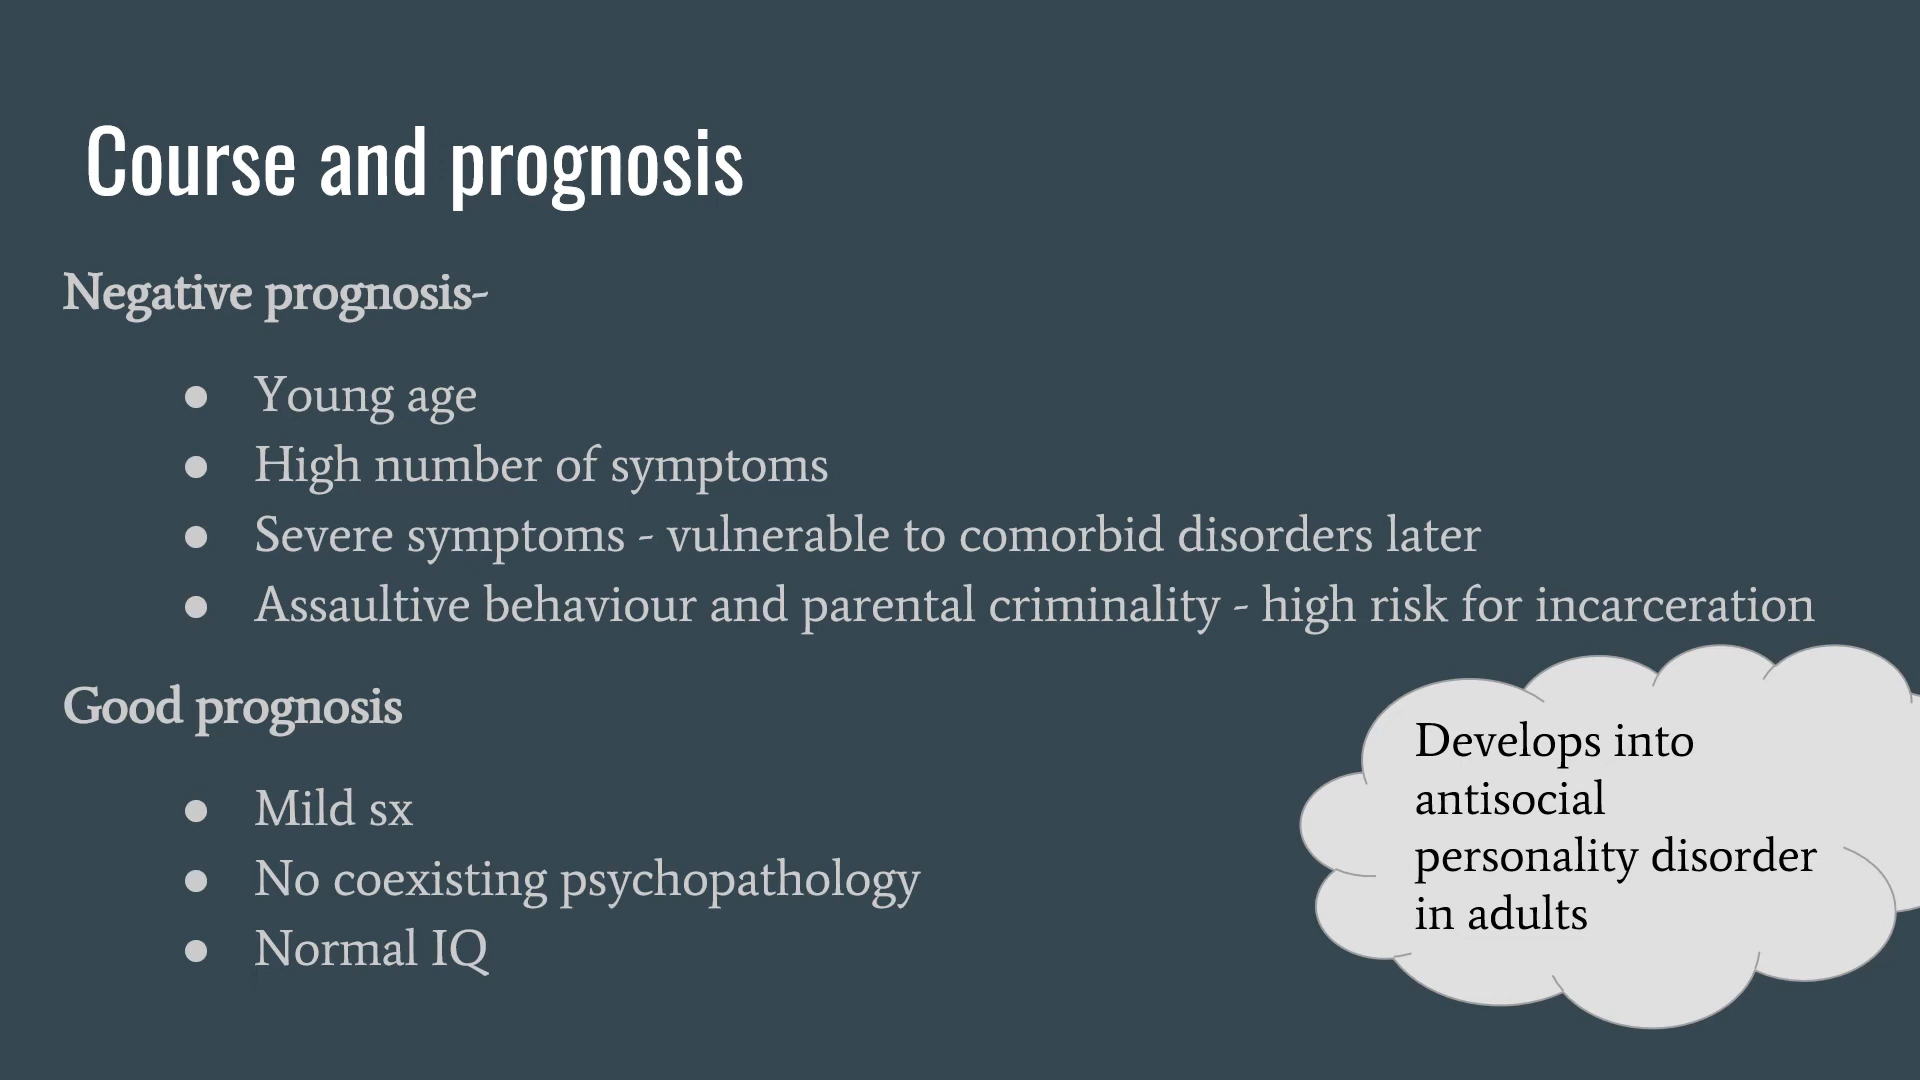 Course and prognosis
Negative prognosis-
● Young age
● High number of symptoms
● Severe symptoms - vulnerable to comorbid disorders later
● Assaultive behaviour and parental criminality - high risk for incarceration
Good prognosis
● Mild sx
● No coexisting psychopathology
● Normal IQ
Develops into
antisocial
personality disorder
in adults